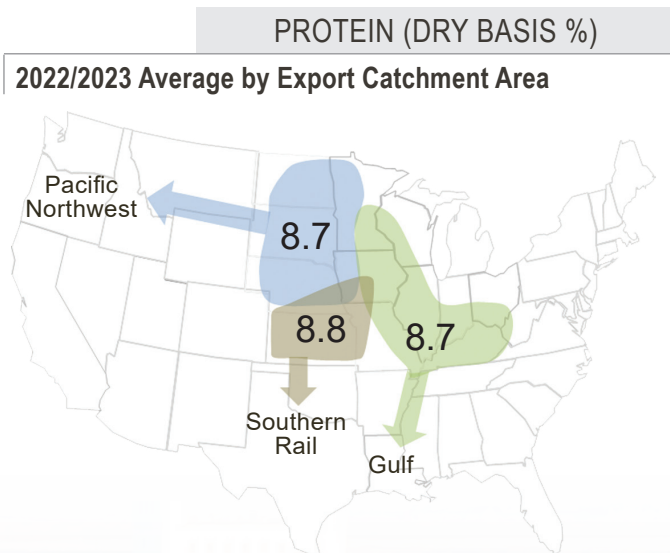 PROTEIN (DRY BASIS %)
2022/2023 Average by Export Catchment Area
Pacific
Northwest
8.7
8.8
8.7
Southern
Rail
Gulf